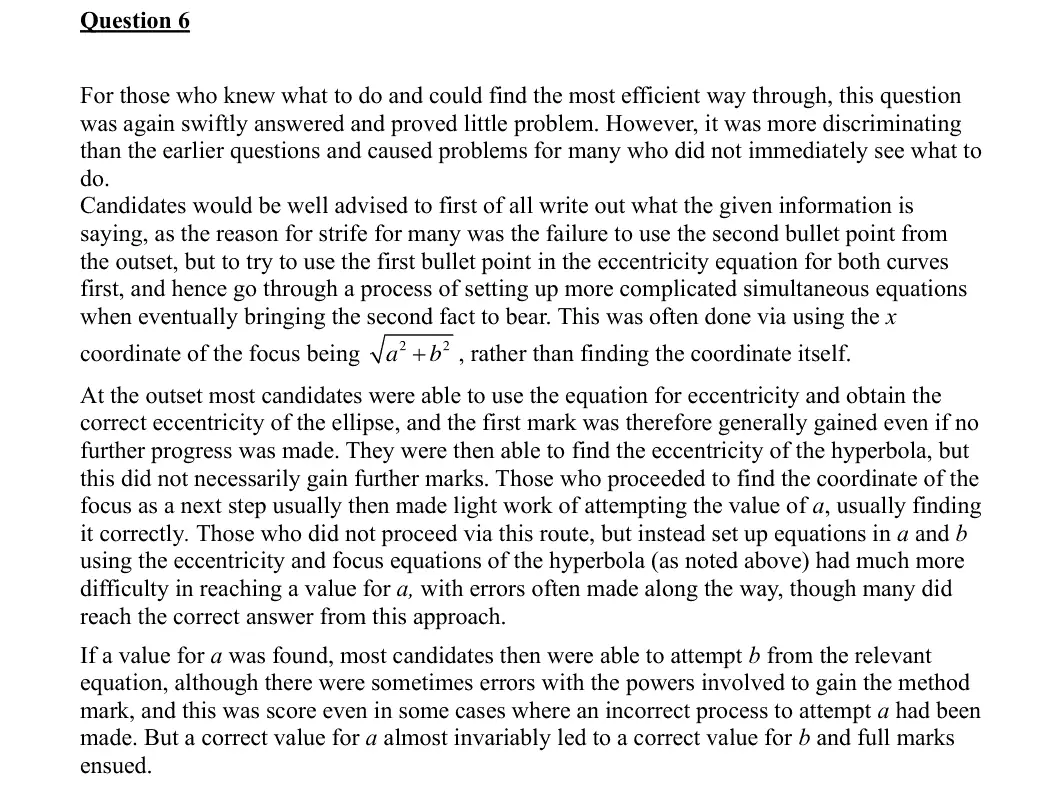 Question 6
For those who knew what to do and could find the most efficient way through, this question
was again swiftly answered and proved little problem. However, it was more discriminating
than the earlier questions and caused problems for many who did not immediately see what to
do.
Candidates would be well advised to first of all write out what the given information is
saying, as the reason for strife for many was the failure to use the second bullet point from
the outset, but to try to use the first bullet point in the eccentricity equation for both curves
first, and hence go through a process of setting up more complicated simultaneous equations
when eventually bringing the second fact to bear. This was often done via using the x
coordinate of the focus being √(a² + b²) , rather than finding the coordinate itself.
At the outset most candidates were able to use the equation for eccentricity and obtain the
correct eccentricity of the ellipse, and the first mark was therefore generally gained even if no
further progress was made. They were then able to find the eccentricity of the hyperbola, but
this did not necessarily gain further marks. Those who proceeded to find the coordinate of the
focus as a next step usually then made light work of attempting the value of a, usually finding
it correctly. Those who did not proceed via this route, but instead set up equations in a and b
using the eccentricity and focus equations of the hyperbola (as noted above) had much more
difficulty in reaching a value for a, with errors often made along the way, though many did
reach the correct answer from this approach.
If a value for a was found, most candidates then were able to attempt b from the relevant
equation, although there were sometimes errors with the powers involved to gain the method
mark, and this was score even in some cases where an incorrect process to attempt a had been
made. But a correct value for a almost invariably led to a correct value for b and full marks
ensued.